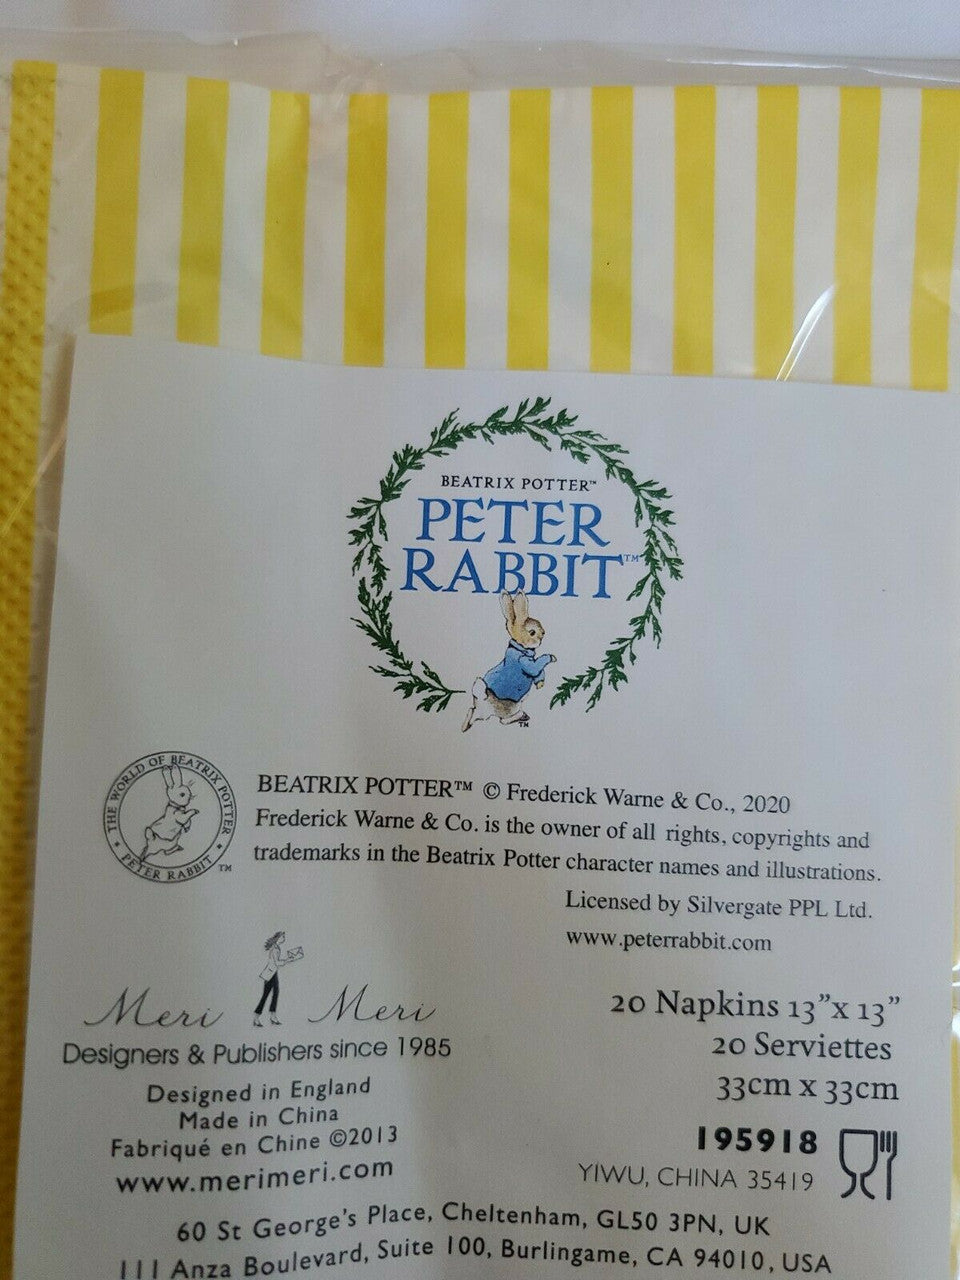 BEATRIX POTTER™
PETER
RABBIT™
™
THE WORLD OF BEATRIX POTTER
• PETER RABBIT •
™
BEATRIX POTTER™ © Frederick Warne & Co., 2020
Frederick Warne & Co. is the owner of all rights, copyrights and
trademarks in the Beatrix Potter character names and illustrations.
Licensed by Silvergate PPL Ltd.
www.peterrabbit.com
Meri Meri
Designers & Publishers since 1985
Designed in England
Made in China
Fabriqué en Chine ©2013
www.merimeri.com
20 Napkins 13”x 13”
20 Serviettes
33cm x 33cm
195918
YIWU, CHINA 35419
60 St George's Place, Cheltenham, GL50 3PN, UK
111 Anza Boulevard, Suite 100, Burlingame, CA 94010, USA